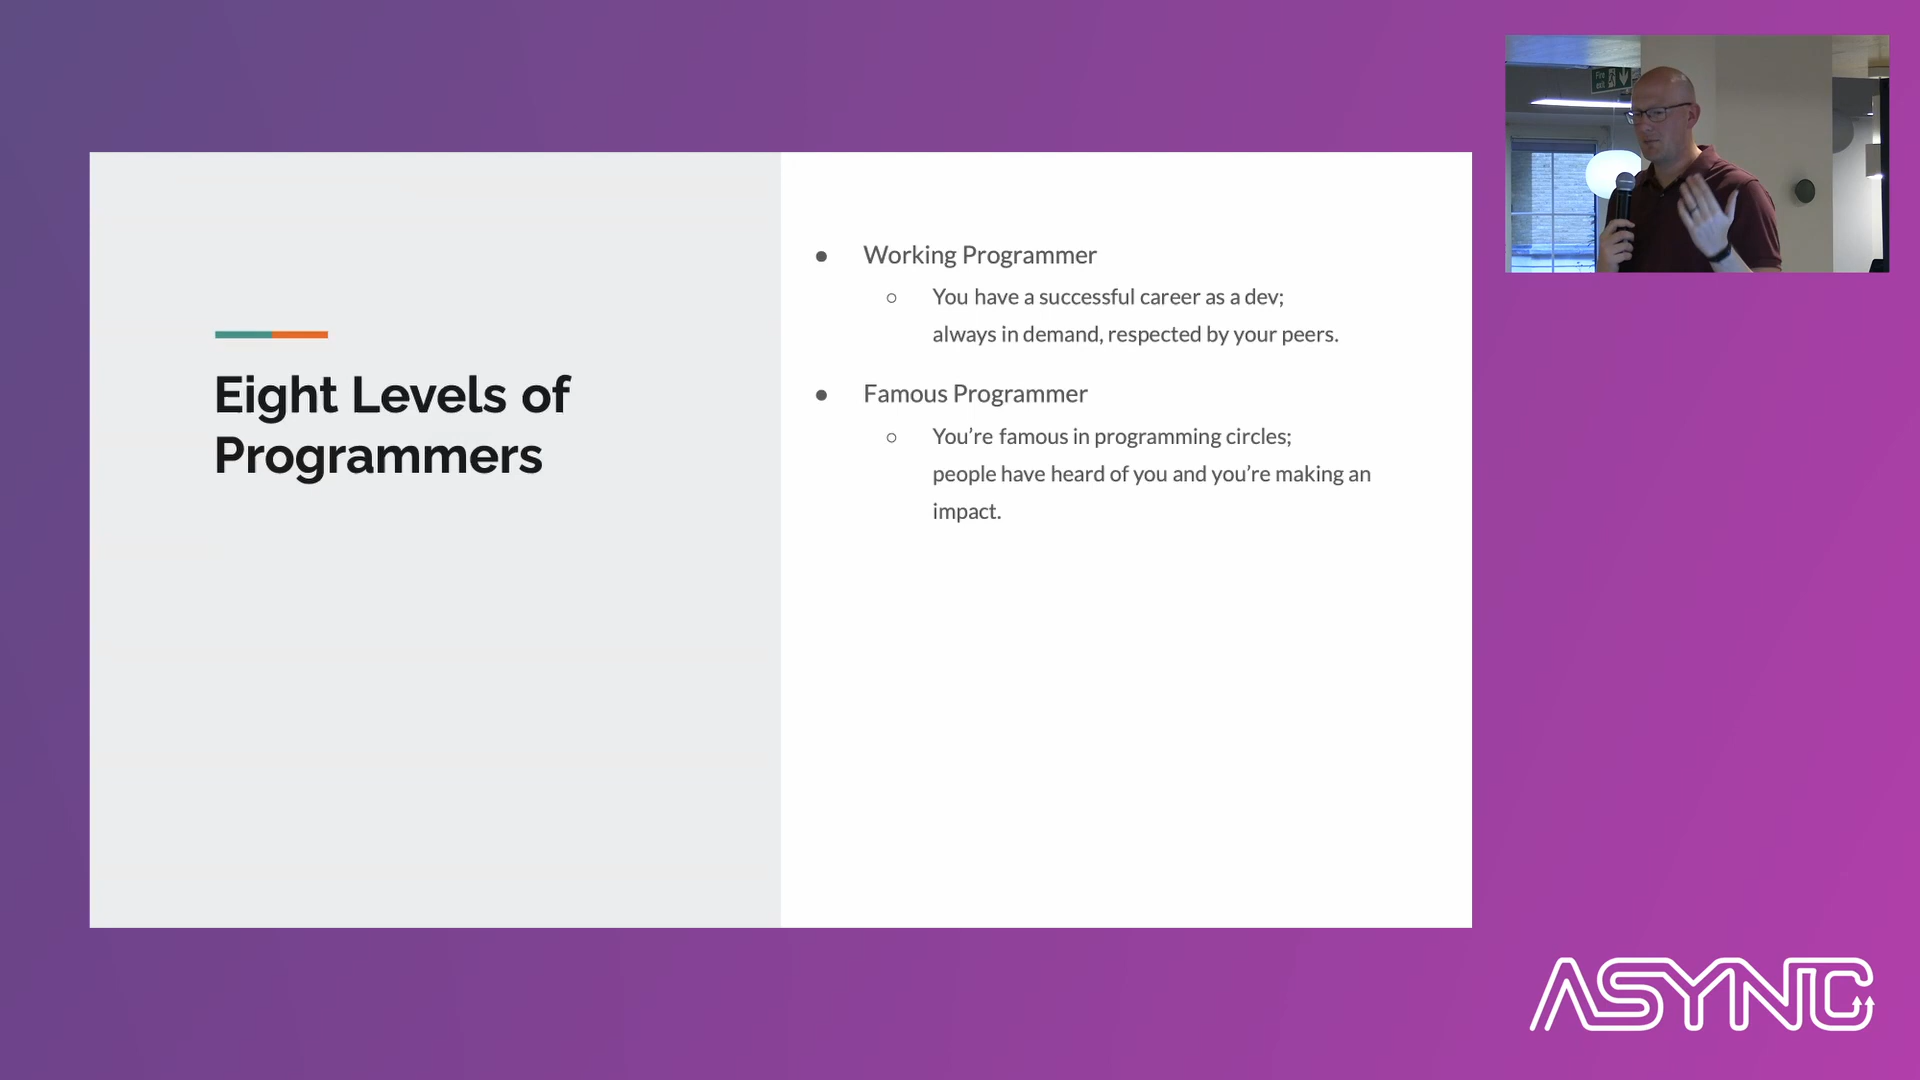 Eight Levels of
Programmers
Working Programmer
You have a successful career as a dev;
always in demand, respected by your peers.
Famous Programmer
You’re famous in programming circles;
people have heard of you and you’re making an
impact.
Fire
exit
ASYNC